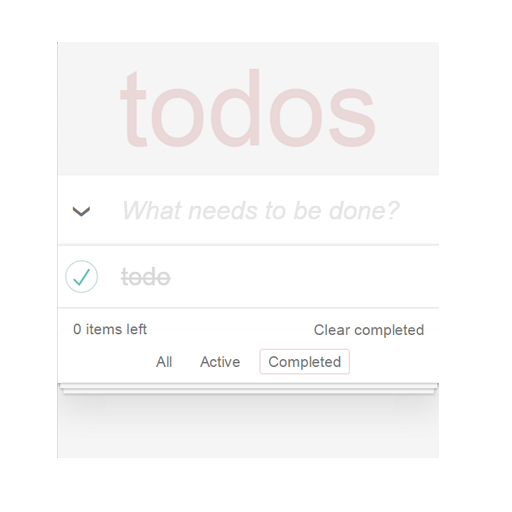 todos
What needs to be done?
todo
0 items left Clear completed
All Active Completed